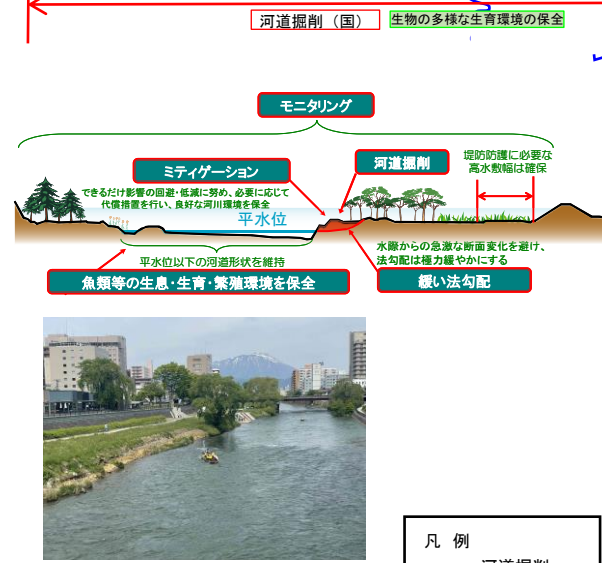 河道掘削（国）
生物の多様な生育環境の保全
モニタリング
ミティゲーション
できるだけ影響の回避・低減に努め、必要に応じて
代償措置を行い、良好な河川環境を保全
河道掘削
堤防防護に必要な
高水敷幅は確保
平水位
平水位以下の河道形状を維持
魚類等の生息・生育・繁殖環境を保全
水際からの急激な断面変化を避け、
法勾配は極力緩やかにする
緩い法勾配
凡 例
河道掘削